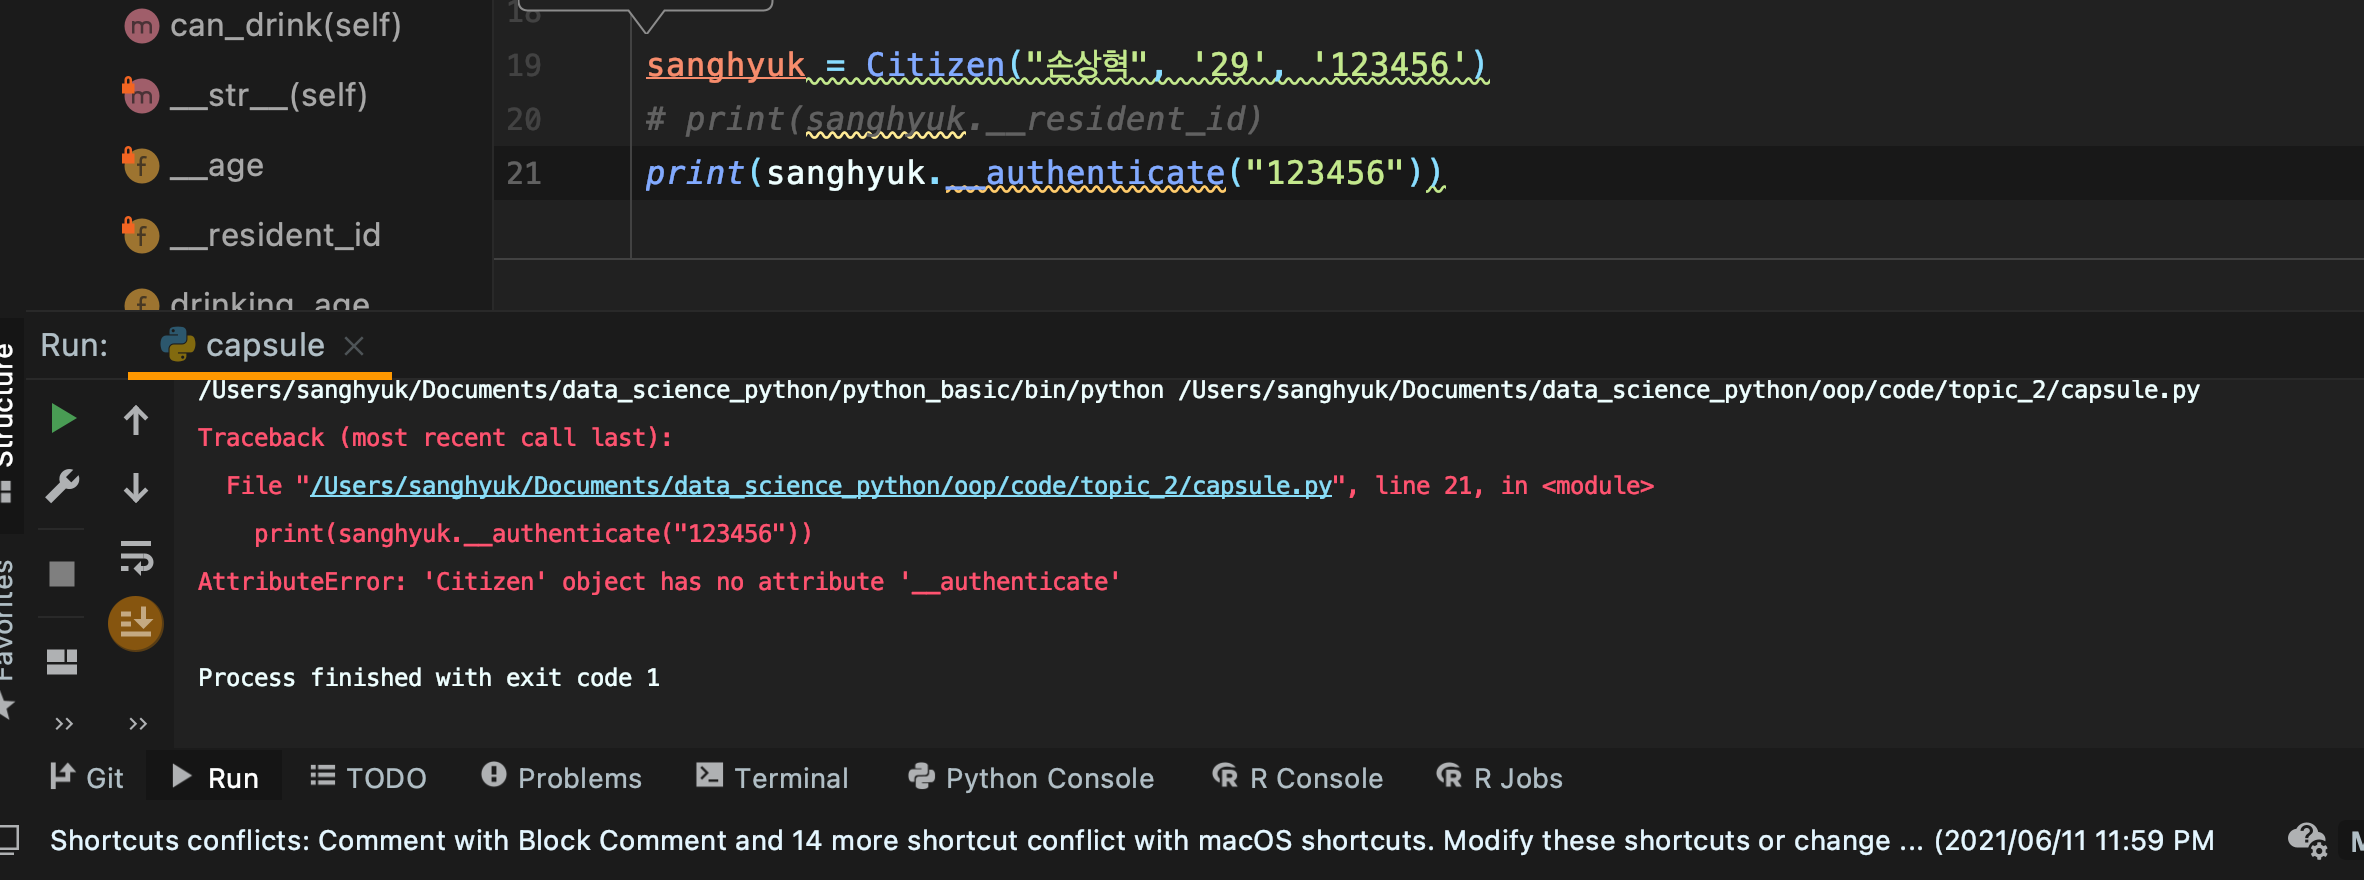 can_drink(self)
__str__(self)
__age
__resident_id
drinking_age
18
19 sanghyuk = Citizen("손상혁", '29', '123456')
20 # print(sanghyuk.__resident_id)
21 print(sanghyuk.__authenticate("123456"))
Structure
Favorites
Run: capsule
/Users/sanghyuk/Documents/data_science_python/python_basic/bin/python /Users/sanghyuk/Documents/data_science_python/oop/code/topic_2/capsule.py
Traceback (most recent call last):
File "/Users/sanghyuk/Documents/data_science_python/oop/code/topic_2/capsule.py", line 21, in <module>
print(sanghyuk.__authenticate("123456"))
AttributeError: 'Citizen' object has no attribute '__authenticate'
Process finished with exit code 1
Git Run TODO Problems Terminal Python Console R Console R Jobs
Shortcuts conflicts: Comment with Block Comment and 14 more shortcut conflict with macOS shortcuts. Modify these shortcuts or change ... (2021/06/11 11:59 PM